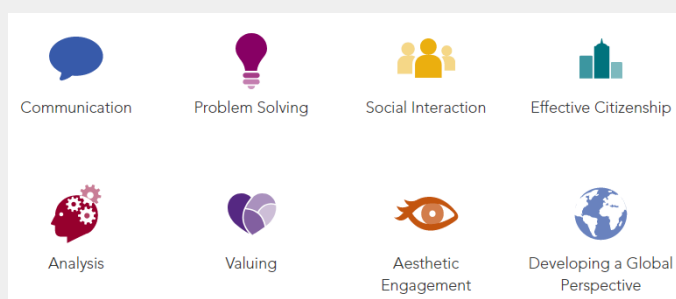 Communication
Problem Solving
Social Interaction
Effective Citizenship
Analysis
Valuing
Aesthetic
Engagement
Developing a Global
Perspective